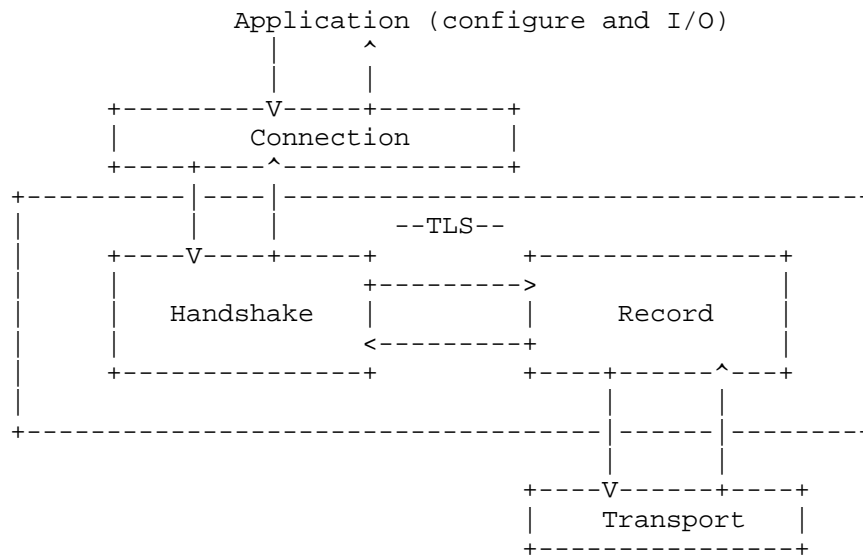 Application (configure and I/O)
Connection
--TLS--
Handshake
Record
Transport